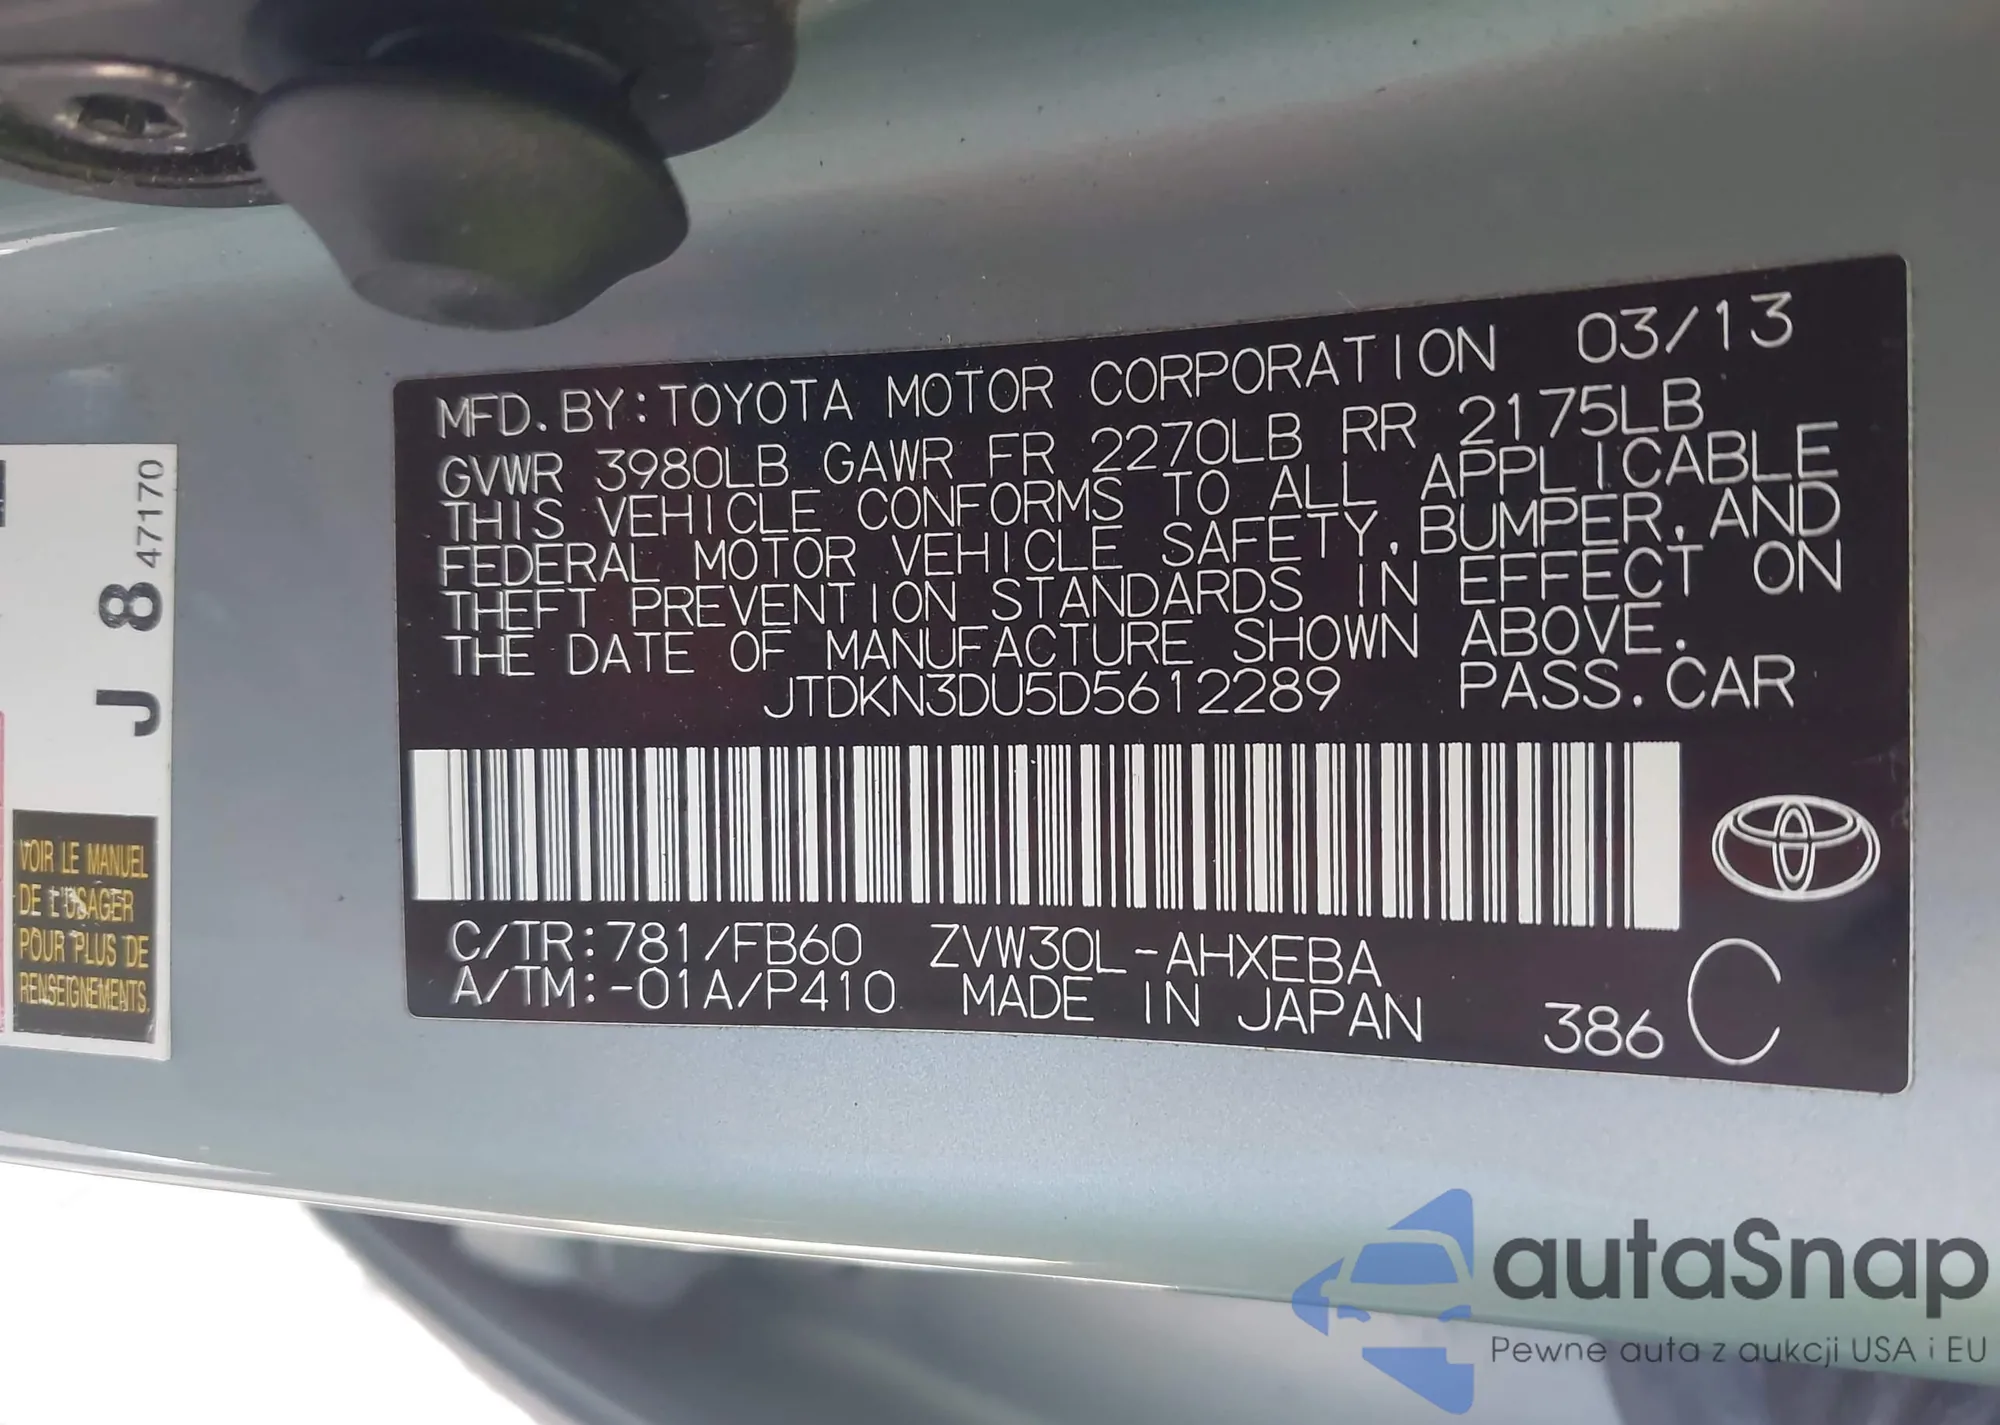 MFD. BY: TOYOTA MOTOR CORPORATION 03/13
GVWR 3980LB GAWR FR 2270LB RR 2175LB
THIS VEHICLE CONFORMS TO ALL APPLICABLE
FEDERAL MOTOR VEHICLE SAFETY, BUMPER, AND
THEFT PREVENTION STANDARDS IN EFFECT ON
THE DATE OF MANUFACTURE SHOWN ABOVE.
JTDKN3DU5D5612289 PASS. CAR
C/TR: 781/FB60 ZVW30L-AHXEBA
A/TM: -01A/P410 MADE IN JAPAN 386 C
J 8 47170
VOIR LE MANUEL
DE L'USAGER
POUR PLUS DE
RENSEIGNEMENTS.
autaSnap
Pewne auta z aukcji USA i EU